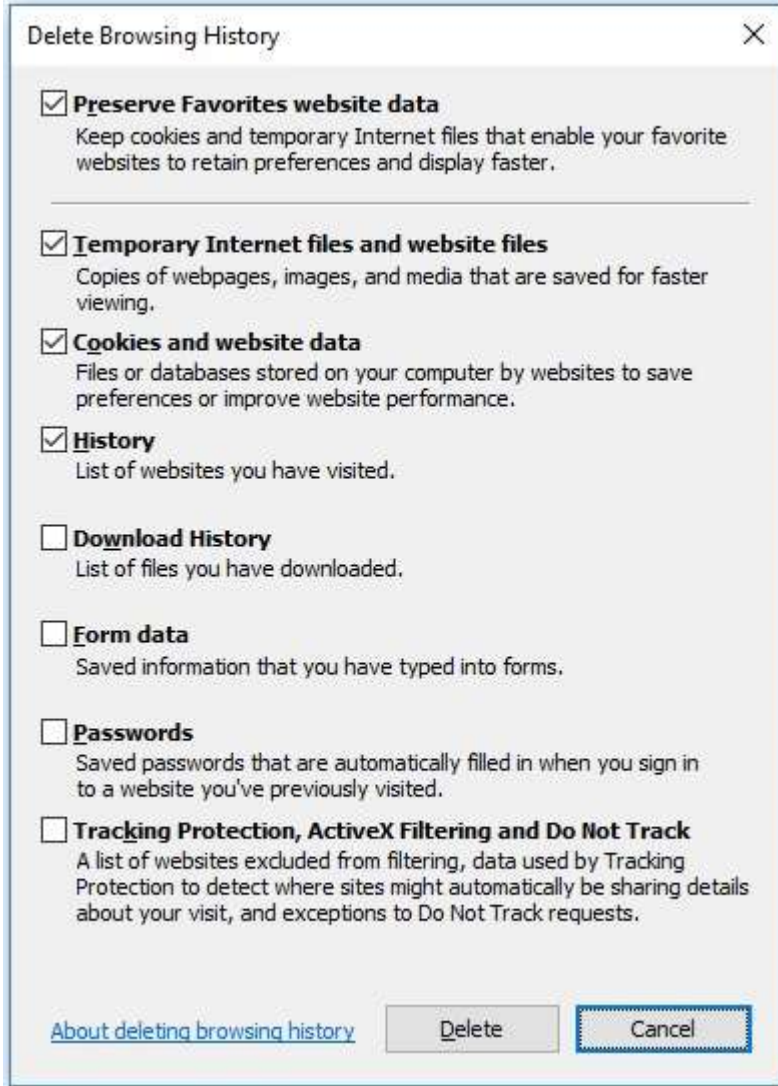 Delete Browsing History
Preserve Favorites website data
Keep cookies and temporary Internet files that enable your favorite
websites to retain preferences and display faster.
Temporary Internet files and website files
Copies of webpages, images, and media that are saved for faster
viewing.
Cookies and website data
Files or databases stored on your computer by websites to save
preferences or improve website performance.
History
List of websites you have visited.
Download History
List of files you have downloaded.
Form data
Saved information that you have typed into forms.
Passwords
Saved passwords that are automatically filled in when you sign in
to a website you've previously visited.
Tracking Protection, ActiveX Filtering and Do Not Track
A list of websites excluded from filtering, data used by Tracking
Protection to detect where sites might automatically be sharing details
about your visit, and exceptions to Do Not Track requests.
About deleting browsing history Delete Cancel